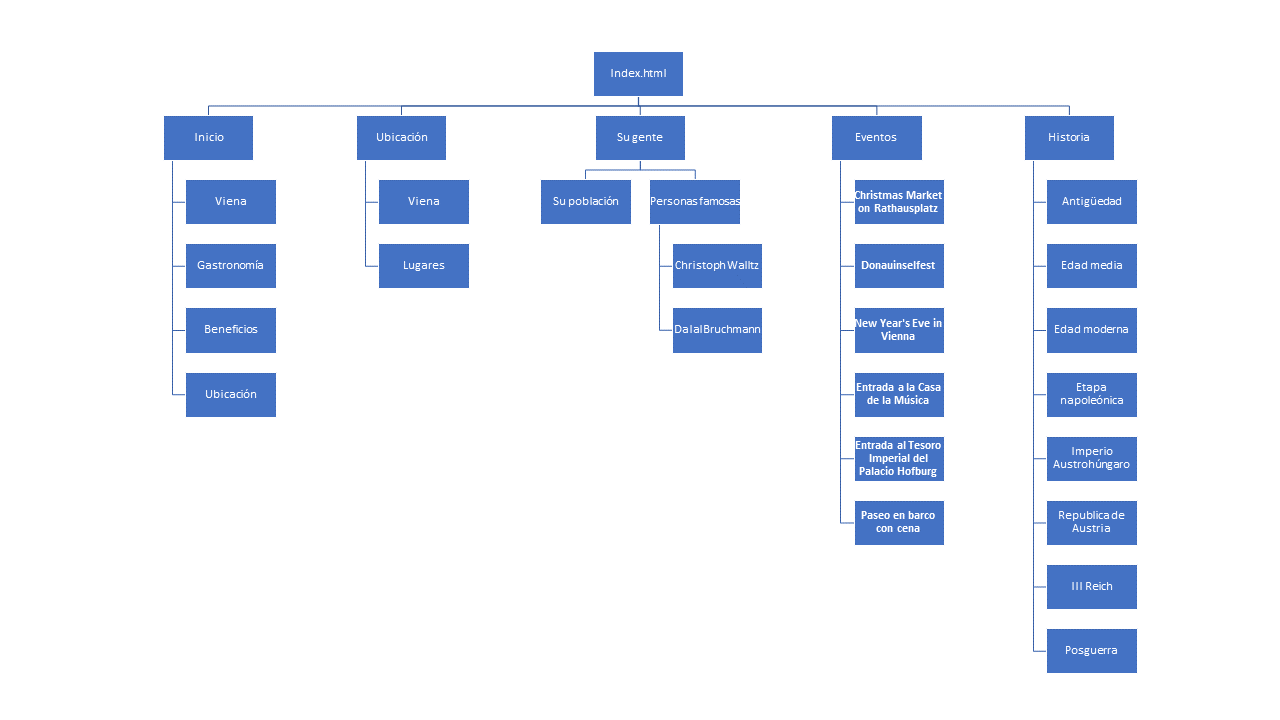 Index.html
Inicio
Viena
Gastronomía
Beneficios
Ubicación
Ubicación
Viena
Lugares
Su gente
Su población
Personas famosas
Christoph Walltz
Dalal Bruchmann
Eventos
Christmas Market
on Rathausplatz
Donauinselfest
New Year's Eve in
Vienna
Entrada a la Casa
de la Música
Entrada al Tesoro
Imperial del
Palacio Hofburg
Paseo en barco
con cena
Historia
Antigüedad
Edad media
Edad moderna
Etapa
napoleónica
Imperio
Austrohúngaro
Republica de
Austria
III Reich
Posguerra